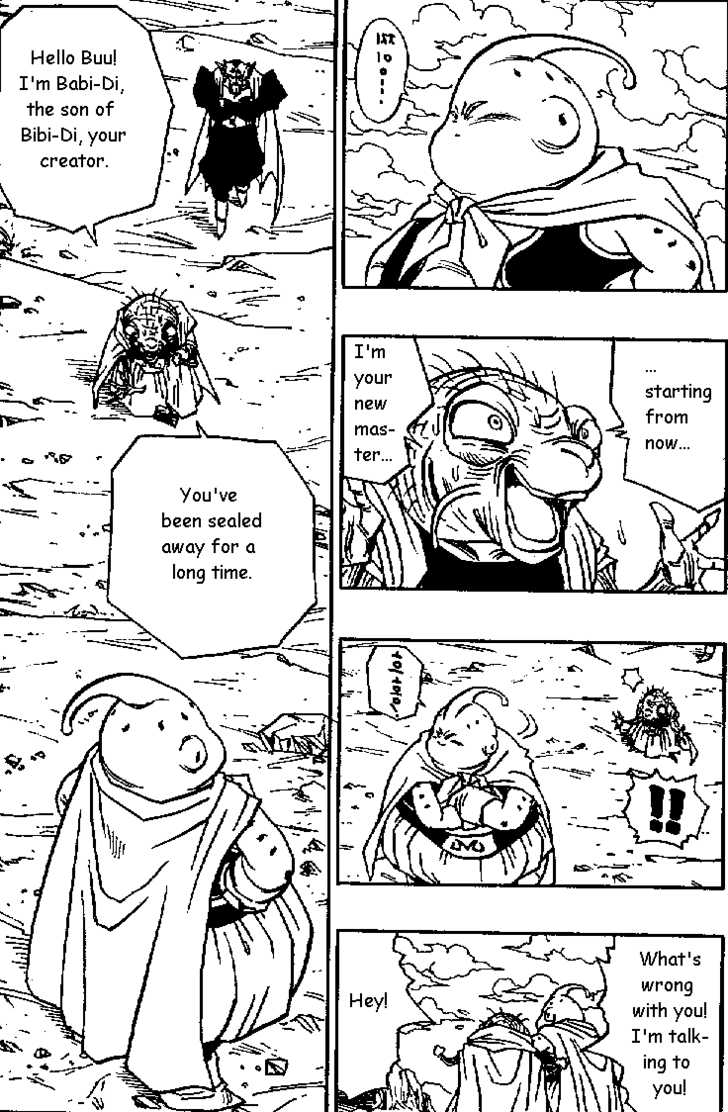 Hello Buu!
I'm Babi-Di,
the son of
Bibi-Di, your
creator.
You've
been sealed
away for a
long time.
I'm
your
new
mas-
ter...
...
starting
from
now...
!!
Hey!
What's
wrong
with you!
I'm talk-
ing to
you!